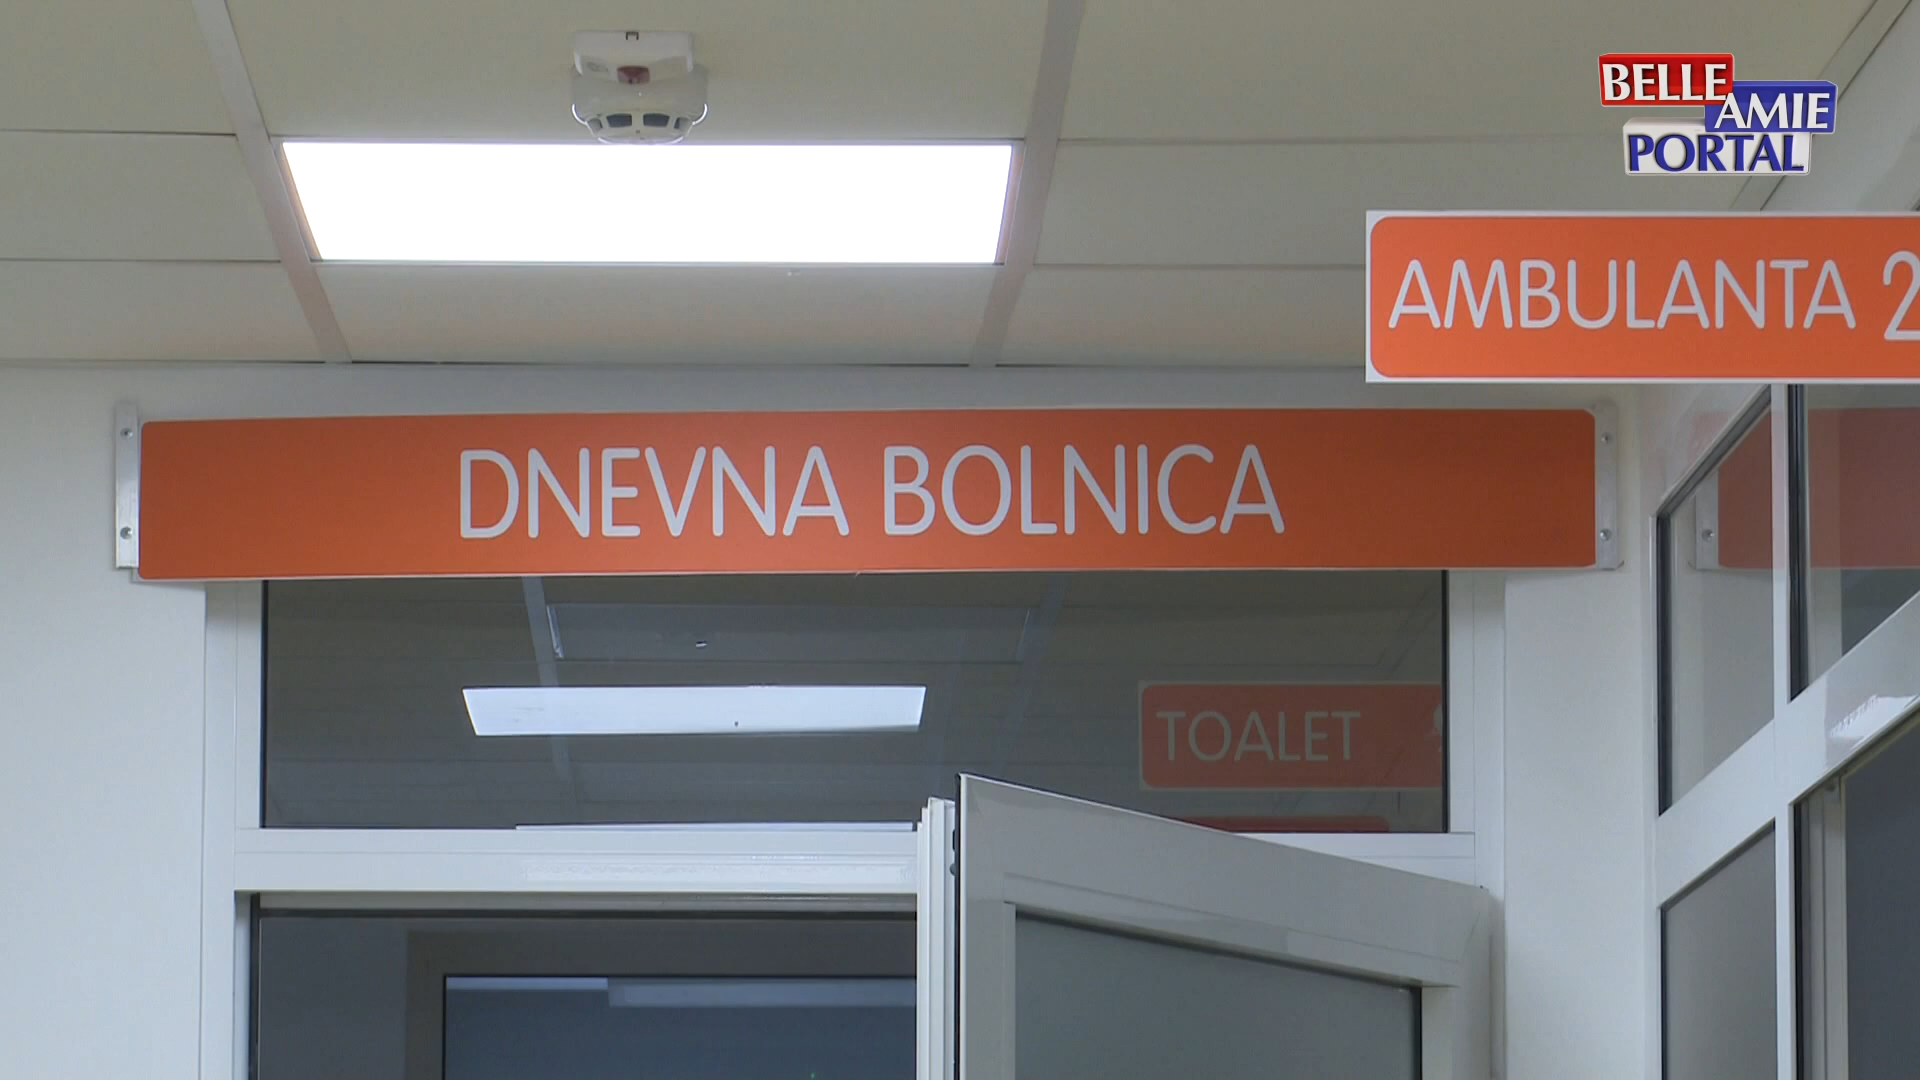 BELLE
AMIE
PORTAL
AMBULANTA 2
DNEVNA BOLNICA
TOALET